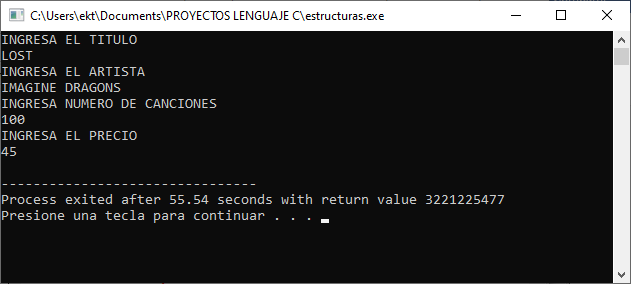 C:\Users\ekt\Documents\PROYECTOS LENGUAJE C\estructuras.exe
INGRESA EL TITULO
LOST
INGRESA EL ARTISTA
IMAGINE DRAGONS
INGRESA NUMERO DE CANCIONES
100
INGRESA EL PRECIO
45
--------------------------------
Process exited after 55.54 seconds with return value 3221225477
Presione una tecla para continuar . . .